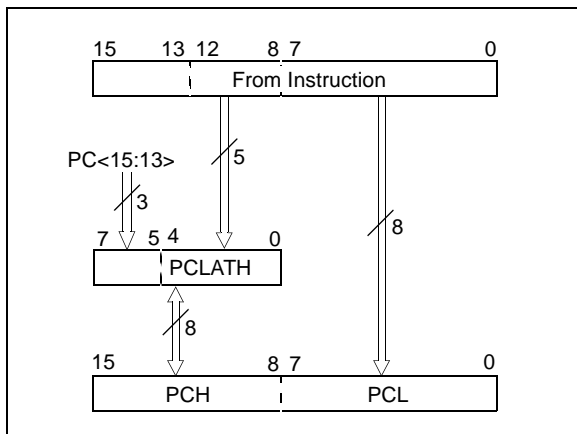 15 13 12 8 7 0
From Instruction
5
PC<15:13>
3
8
7 5 4 0
PCLATH
8
15 8 7 0
PCH PCL